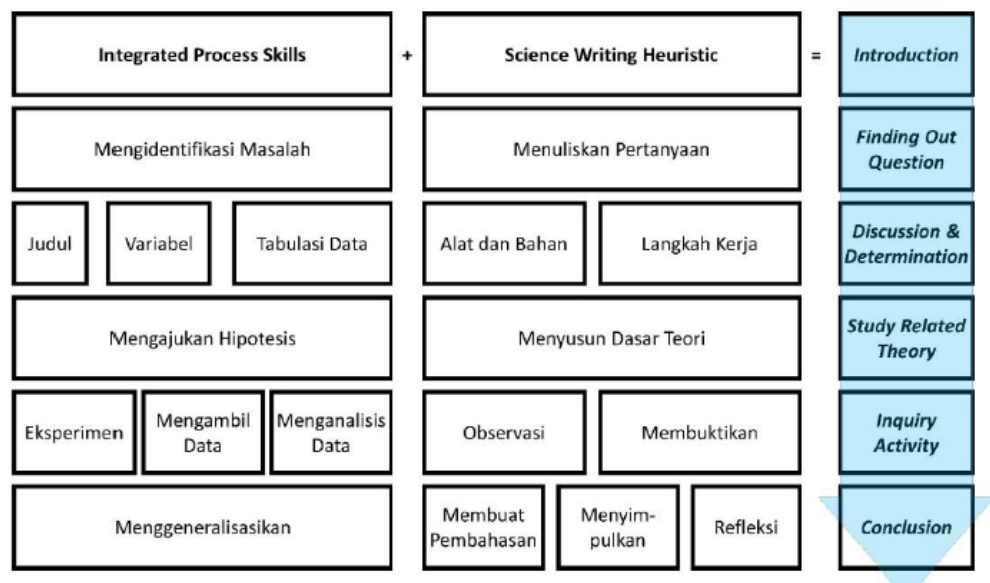 Integrated Process Skills + Science Writing Heuristic = Introduction
Mengidentifikasi Masalah
Menuliskan Pertanyaan
Finding Out
Question
Judul
Variabel
Tabulasi Data
Alat dan Bahan
Langkah Kerja
Discussion &
Determination
Mengajukan Hipotesis
Menyusun Dasar Teori
Study Related
Theory
Eksperimen
Mengambil
Data
Menganalisis
Data
Observasi
Membuktikan
Inquiry
Activity
Menggeneralisasikan
Membuat
Pembahasan
Menyim-
pulkan
Refleksi
Conclusion